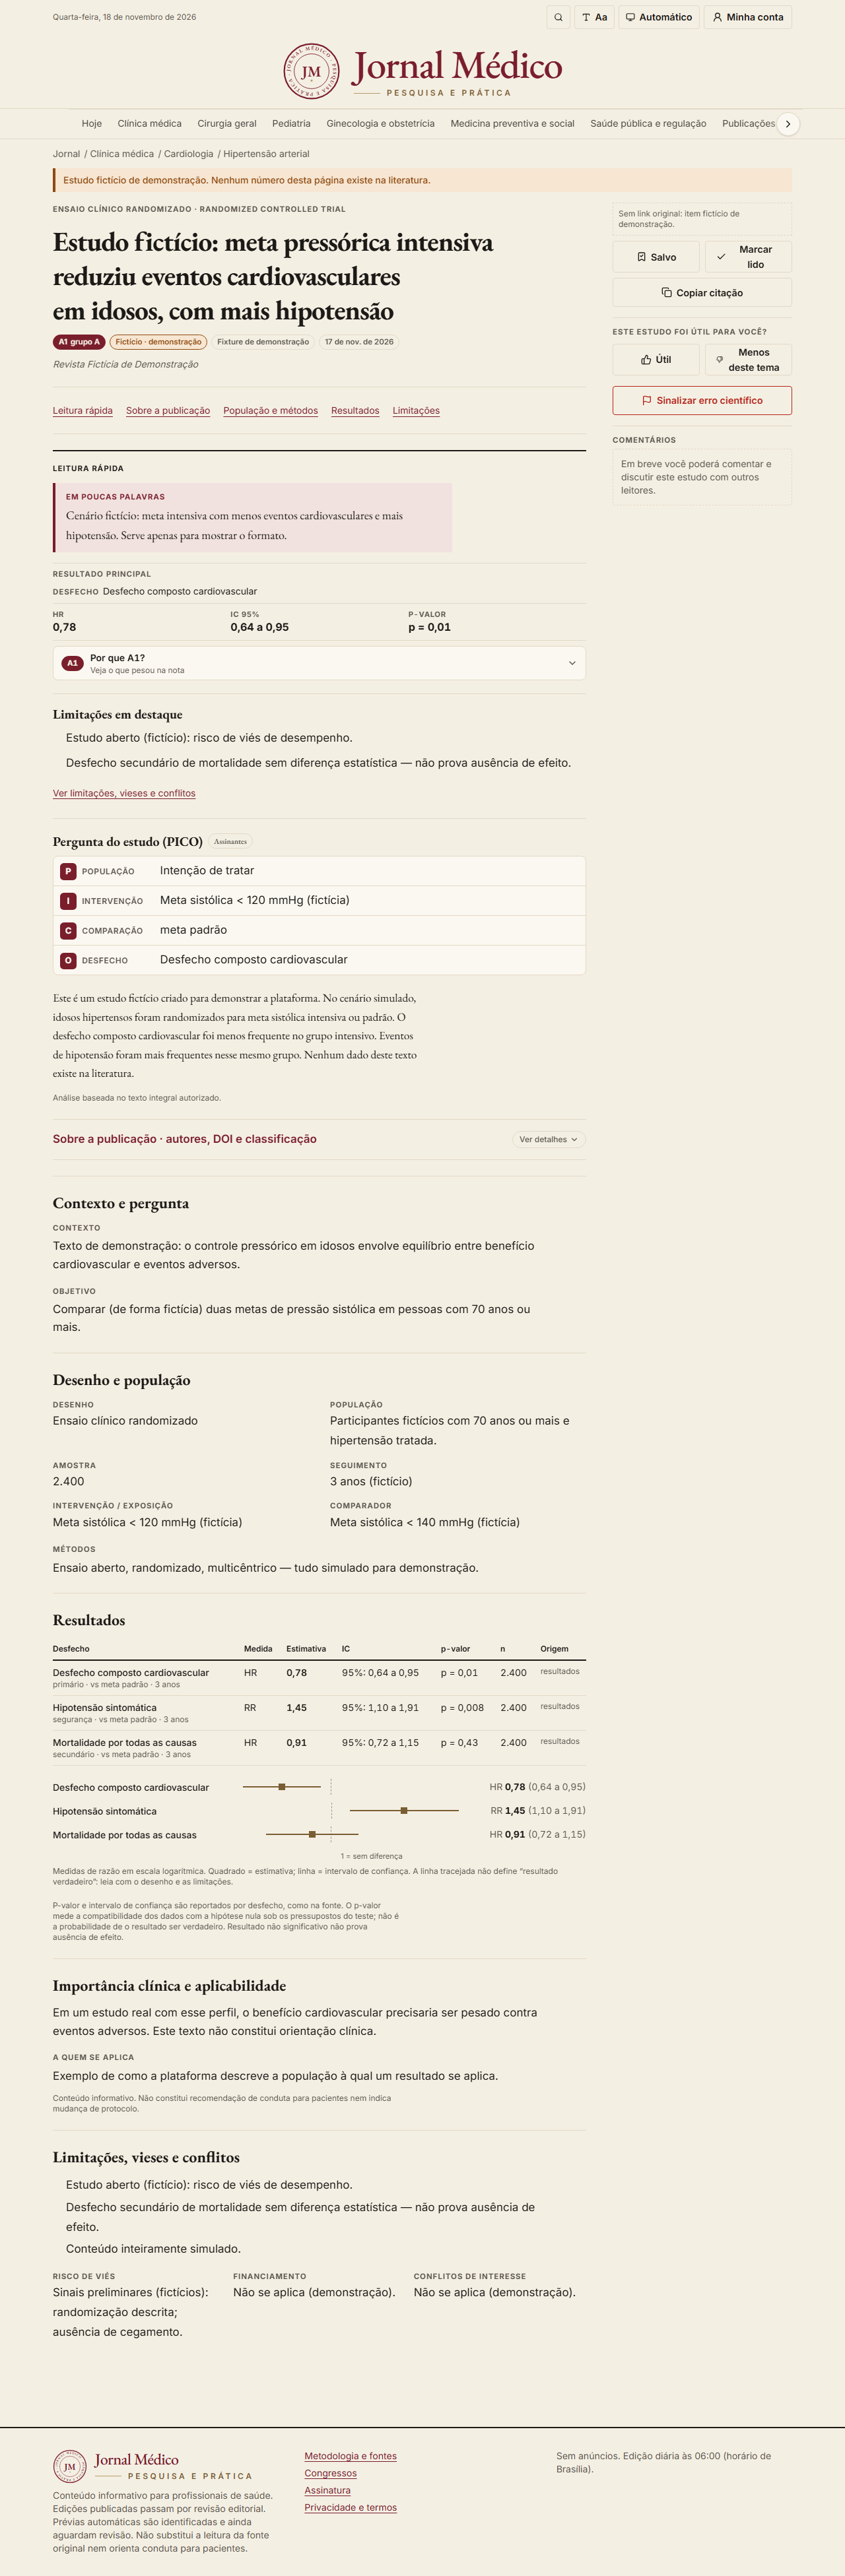 Quarta-feira, 18 de novembro de 2026
Aa
Automático
Minha conta
JM
Jornal Médico
PESQUISA E PRÁTICA
Hoje
Clínica médica
Cirurgia geral
Pediatria
Ginecologia e obstetrícia
Medicina preventiva e social
Saúde pública e regulação
Publicações
Jornal / Clínica médica / Cardiologia / Hipertensão arterial
Estudo fictício de demonstração. Nenhum número desta página existe na literatura.
ENSAIO CLÍNICO RANDOMIZADO · RANDOMIZED CONTROLLED TRIAL
Estudo fictício: meta pressórica intensiva
reduziu eventos cardiovasculares
em idosos, com mais hipotensão
A1 grupo A
Fictício · demonstração
Fixture de demonstração
17 de nov. de 2026
Revista Fictícia de Demonstração
Leitura rápida
Sobre a publicação
População e métodos
Resultados
Limitações
Sem link original: item fictício de
demonstração.
Salvo
Marcar
lido
Copiar citação
ESTE ESTUDO FOI ÚTIL PARA VOCÊ?
Útil
Menos
deste tema
Sinalizar erro científico
COMENTÁRIOS
Em breve você poderá comentar e
discutir este estudo com outros
leitores.
LEITURA RÁPIDA
EM POUCAS PALAVRAS
Cenário fictício: meta intensiva com menos eventos cardiovasculares e mais
hipotensão. Serve apenas para mostrar o formato.
RESULTADO PRINCIPAL
DESFECHO Desfecho composto cardiovascular
HR
IC 95%
P-VALOR
0,78
0,64 a 0,95
p = 0,01
A1
Por que A1?
Veja o que pesou na nota
Limitações em destaque
Estudo aberto (fictício): risco de viés de desempenho.
Desfecho secundário de mortalidade sem diferença estatística — não prova ausência de efeito.
Ver limitações, vieses e conflitos
Pergunta do estudo (PICO) Assinantes
P POPULAÇÃO Intenção de tratar
I INTERVENÇÃO Meta sistólica < 120 mmHg (fictícia)
C COMPARAÇÃO meta padrão
O DESFECHO Desfecho composto cardiovascular
Este é um estudo fictício criado para demonstrar a plataforma. No cenário simulado,
idosos hipertensos foram randomizados para meta sistólica intensiva ou padrão. O
desfecho composto cardiovascular foi menos frequente no grupo intensivo. Eventos
de hipotensão foram mais frequentes nesse mesmo grupo. Nenhum dado deste texto
existe na literatura.
Análise baseada no texto integral autorizado.
Sobre a publicação · autores, DOI e classificação
Ver detalhes
Contexto e pergunta
CONTEXTO
Texto de demonstração: o controle pressórico em idosos envolve equilíbrio entre benefício
cardiovascular e eventos adversos.
OBJETIVO
Comparar (de forma fictícia) duas metas de pressão sistólica em pessoas com 70 anos ou
mais.
Desenho e população
DESENHO
Ensaio clínico randomizado
POPULAÇÃO
Participantes fictícios com 70 anos ou mais e
hipertensão tratada.
AMOSTRA
2.400
SEGUIMENTO
3 anos (fictício)
INTERVENÇÃO / EXPOSIÇÃO
Meta sistólica < 120 mmHg (fictícia)
COMPARADOR
Meta sistólica < 140 mmHg (fictícia)
MÉTODOS
Ensaio aberto, randomizado, multicêntrico — tudo simulado para demonstração.
Resultados
Desfecho Medida Estimativa IC p-valor n Origem
Desfecho composto cardiovascular HR 0,78 95%: 0,64 a 0,95 p = 0,01 2.400 resultados
primário · vs meta padrão · 3 anos
Hipotensão sintomática RR 1,45 95%: 1,10 a 1,91 p = 0,008 2.400 resultados
segurança · vs meta padrão · 3 anos
Mortalidade por todas as causas HR 0,91 95%: 0,72 a 1,15 p = 0,43 2.400 resultados
secundário · vs meta padrão · 3 anos
Desfecho composto cardiovascular HR 0,78 (0,64 a 0,95)
Hipotensão sintomática RR 1,45 (1,10 a 1,91)
Mortalidade por todas as causas HR 0,91 (0,72 a 1,15)
1 = sem diferença
Medidas de razão em escala logarítmica. Quadrado = estimativa; linha = intervalo de confiança. A linha tracejada não define “resultado
verdadeiro”: leia com o desenho e as limitações.
P-valor e intervalo de confiança são reportados por desfecho, como na fonte. O p-valor
mede a compatibilidade dos dados com a hipótese nula sob os pressupostos do teste; não é
a probabilidade de o resultado ser verdadeiro. Resultado não significativo não prova
ausência de efeito.
Importância clínica e aplicabilidade
Em um estudo real com esse perfil, o benefício cardiovascular precisaria ser pesado contra
eventos adversos. Este texto não constitui orientação clínica.
A QUEM SE APLICA
Exemplo de como a plataforma descreve a população à qual um resultado se aplica.
Conteúdo informativo. Não constitui recomendação de conduta para pacientes nem indica
mudança de protocolo.
Limitações, vieses e conflitos
Estudo aberto (fictício): risco de viés de desempenho.
Desfecho secundário de mortalidade sem diferença estatística — não prova ausência de
efeito.
Conteúdo inteiramente simulado.
RISCO DE VIÉS
Sinais preliminares (fictícios):
randomização descrita;
ausência de cegamento.
FINANCIAMENTO
Não se aplica (demonstração).
CONFLITOS DE INTERESSE
Não se aplica (demonstração).
JM
Jornal Médico
PESQUISA E PRÁTICA
Conteúdo informativo para profissionais de saúde.
Edições publicadas passam por revisão editorial.
Prévias automáticas são identificadas e ainda
aguardam revisão. Não substitui a leitura da fonte
original nem orienta conduta para pacientes.
Metodologia e fontes
Congressos
Assinatura
Privacidade e termos
Sem anúncios. Edição diária às 06:00 (horário de
Brasília).